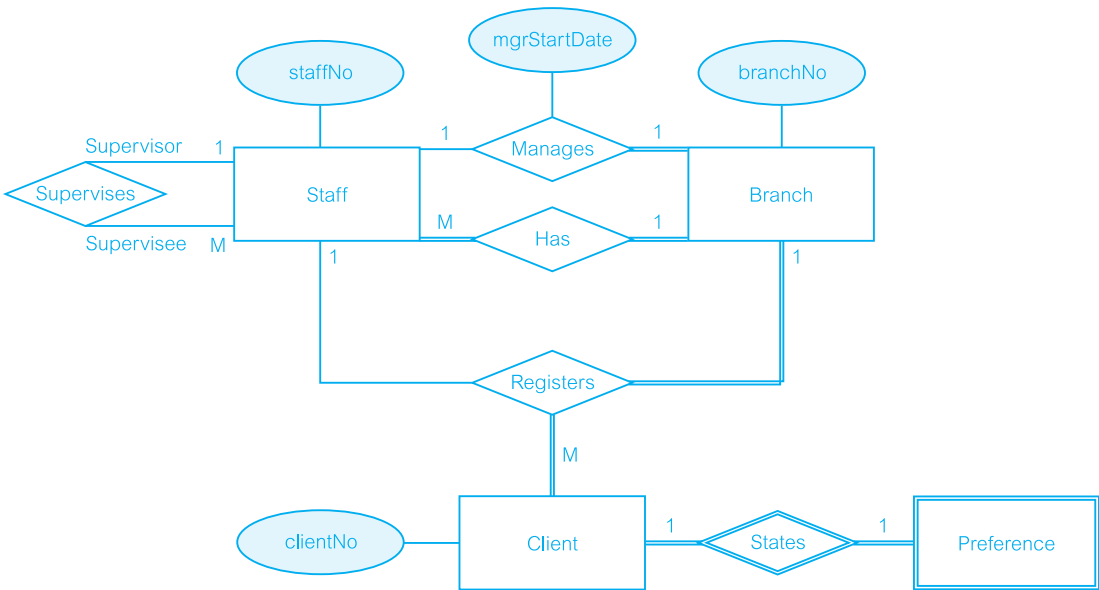 mgrStartDate
staffNo
branchNo
1
1
Supervisor 1
Manages
Supervises
Staff
Branch
M
1
Supervisee M
Has
1
1
Registers
M
clientNo
Client
1
States
1
Preference